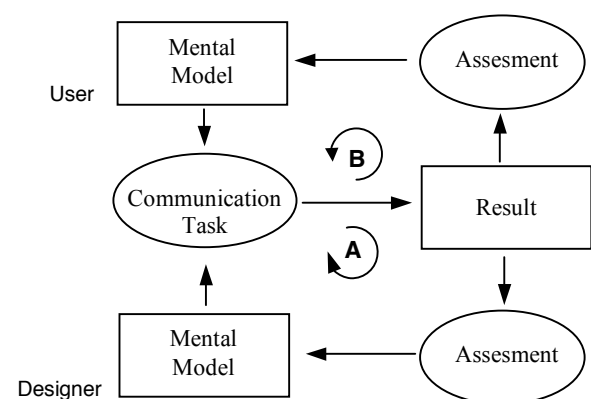 Mental
Model
Assesment
User
B
Communication
Task
Result
A
Mental
Model
Assesment
Designer